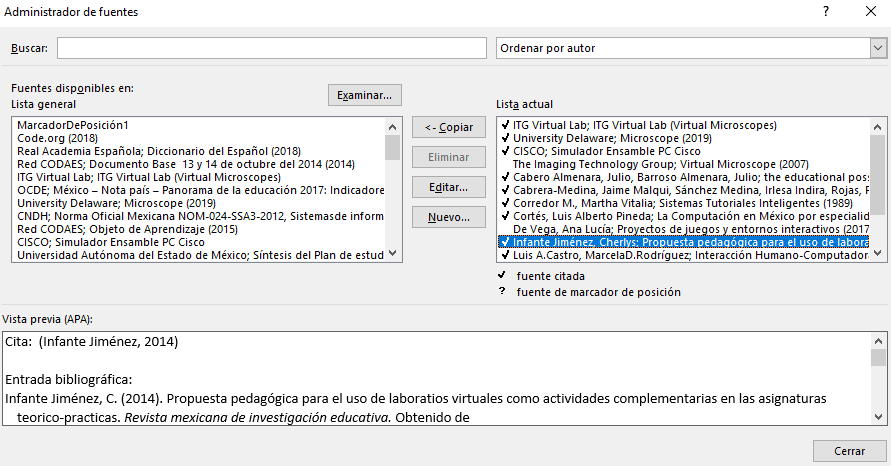 Administrador de fuentes
Buscar:
Ordenar por autor
Fuentes disponibles en:
Lista general
Examinar...
Lista actual
MarcadorDePosición1
Code.org (2018)
Real Academia Española; Diccionario del Español (2018)
Red CODAES; Documento Base 13 y 14 de octubre del 2014 (2014)
ITG Virtual Lab; ITG Virtual Lab (Virtual Microscopes)
OCDE; México – Nota país – Panorama de la educación 2017: Indicadore
University Delaware; Microscope (2019)
CNDH; Norma Oficial Mexicana NOM-024-SSA3-2012, Sistemasde inform
Red CODAES; Objeto de Aprendizaje (2015)
CISCO; Simulador Ensamble PC Cisco
Universidad Autónoma del Estado de México; Síntesis del Plan de estud
<- Copiar
Eliminar
Editar...
Nuevo...
ITG Virtual Lab; ITG Virtual Lab (Virtual Microscopes)
University Delaware; Microscope (2019)
CISCO; Simulador Ensamble PC Cisco
The Imaging Technology Group; Virtual Microscope (2007)
Cabero Almenara, Julio, Barroso Almenara, Julio; the educational pos
Cabrera-Medina, Jaime Malqui, Sánchez Medina, Irlesa Indira, Rojas, F
Corredor M., Martha Vitalia; Sistemas Tutoriales Inteligentes (1989)
Cortés, Luis Alberto Pineda; La Computación en México por especialid
De Vega, Ana Lucía; Proyectos de juegos y entornos interactivos (2017
Infante Jiménez, Cherlys; Propuesta pedagógica para el uso de labora
Luis A.Castro, MarcelaD.Rodríguez; Interacción Humano-Computador
fuente citada
? fuente de marcador de posición
Vista previa (APA):
Cita: (Infante Jiménez, 2014)
Entrada bibliográfica:
Infante Jiménez, C. (2014). Propuesta pedagógica para el uso de laboratios virtuales como actividades complementarias en las asignaturas
teorico-practicas. Revista mexicana de investigación educativa. Obtenido de
Cerrar